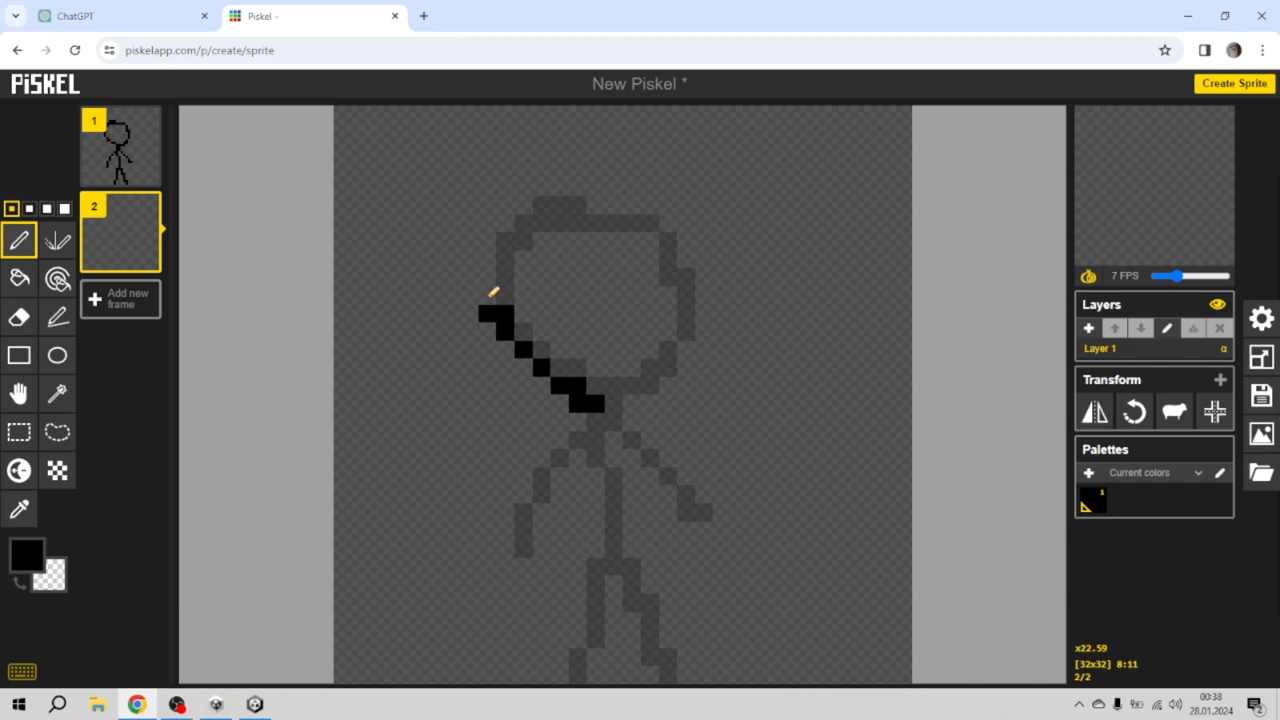 ChatGPT
Piskel -
piskelapp.com/p/create/sprite
PiSKEL
New Piskel *
Create Sprite
1
2
Add new
frame
7 FPS
Layers
Layer 1
α
Transform
Palettes
Current colors
1
x22.59
[32x32] 8:11
2/2
00:38
28.01.2024
2